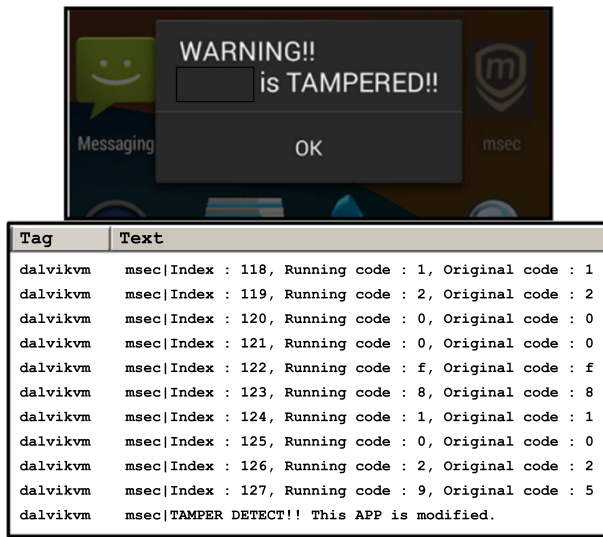 WARNING!!
is TAMPERED!!
Messaging
OK
msec
Tag Text
dalvikvm msec|Index : 118, Running code : 1, Original code : 1
dalvikvm msec|Index : 119, Running code : 2, Original code : 2
dalvikvm msec|Index : 120, Running code : 0, Original code : 0
dalvikvm msec|Index : 121, Running code : 0, Original code : 0
dalvikvm msec|Index : 122, Running code : f, Original code : f
dalvikvm msec|Index : 123, Running code : 8, Original code : 8
dalvikvm msec|Index : 124, Running code : 1, Original code : 1
dalvikvm msec|Index : 125, Running code : 0, Original code : 0
dalvikvm msec|Index : 126, Running code : 2, Original code : 2
dalvikvm msec|Index : 127, Running code : 9, Original code : 5
dalvikvm msec|TAMPER DETECT!! This APP is modified.